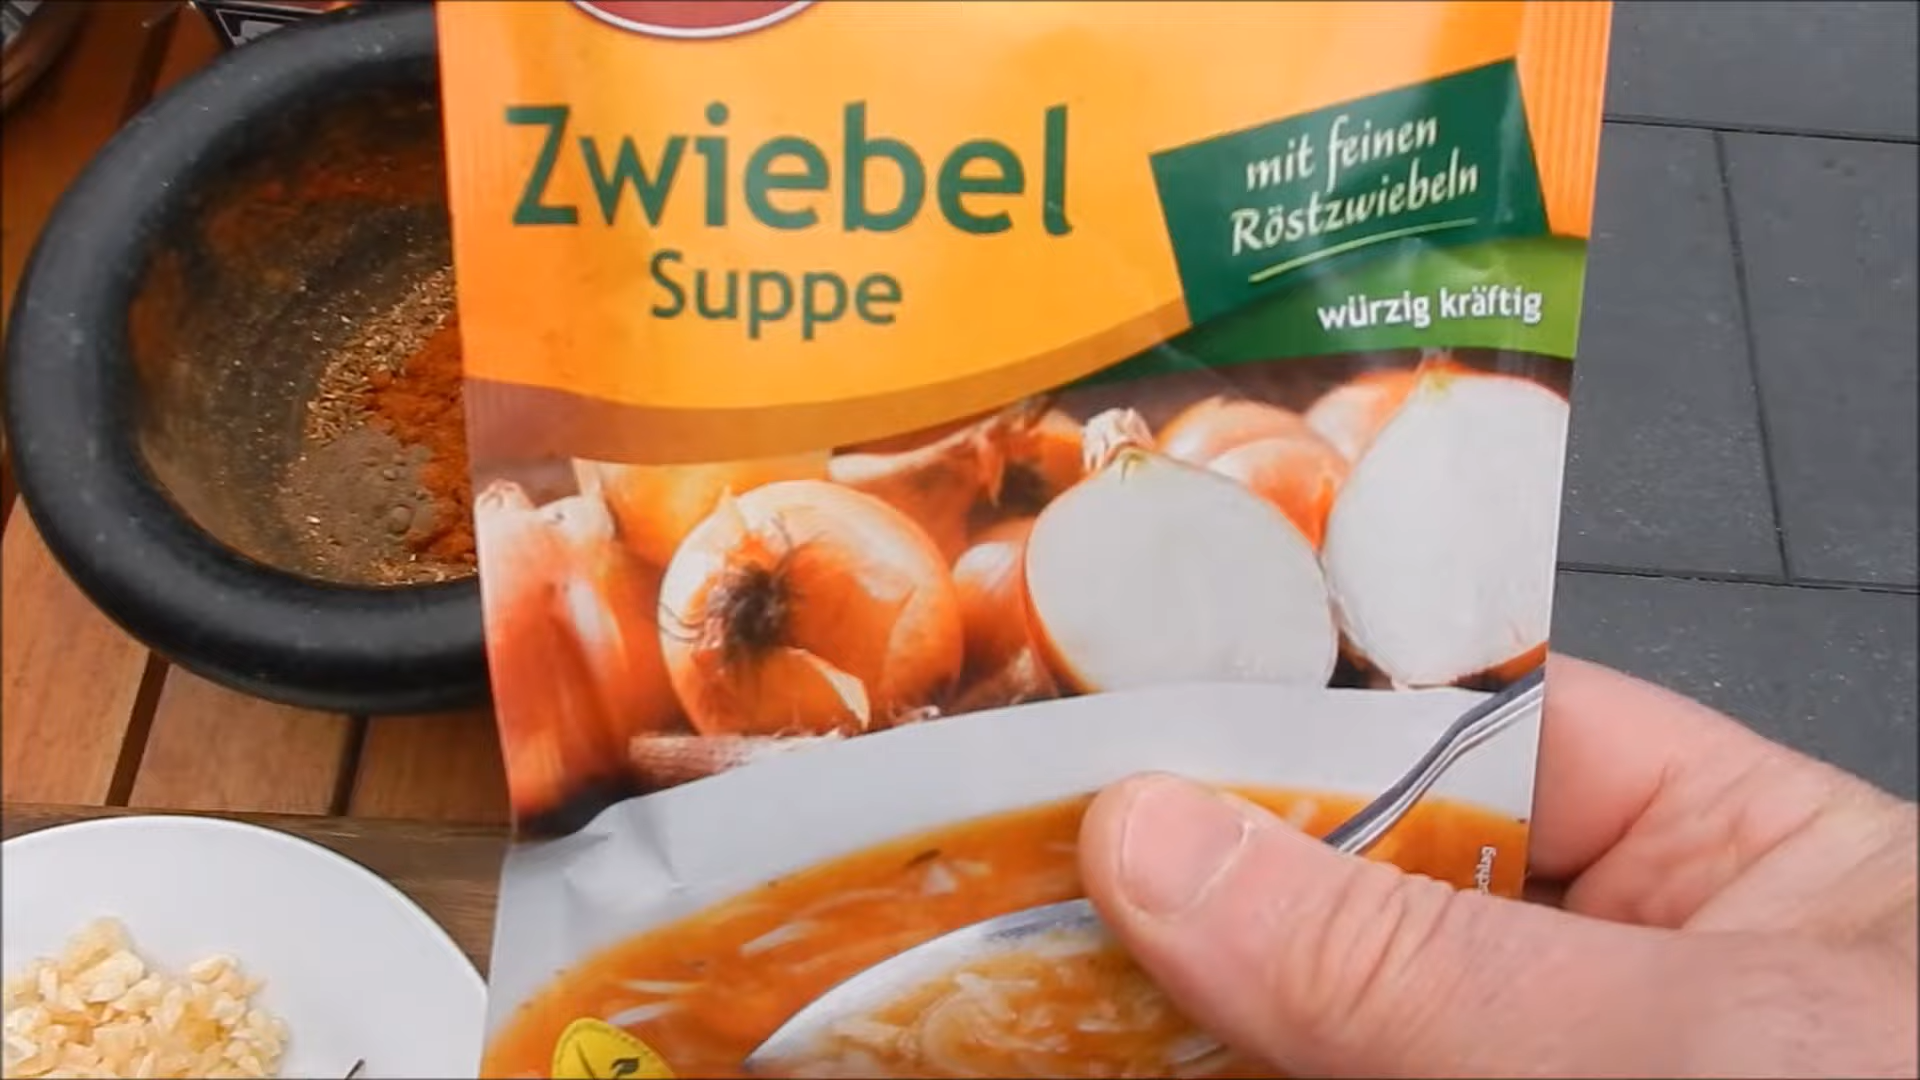 Zwiebel
Suppe
mit feinen
Röstzwiebeln
würzig kräftig